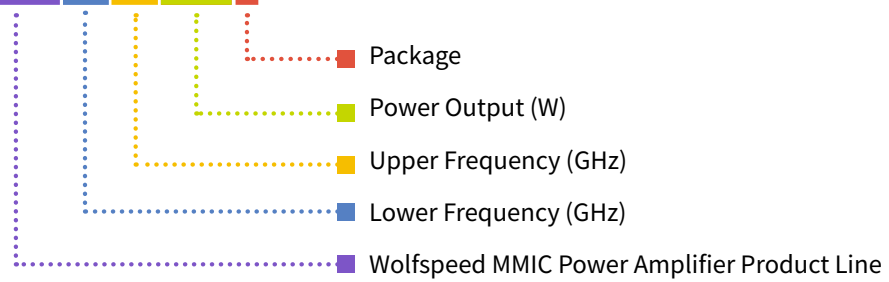 Package
Power Output (W)
Upper Frequency (GHz)
Lower Frequency (GHz)
Wolfspeed MMIC Power Amplifier Product Line